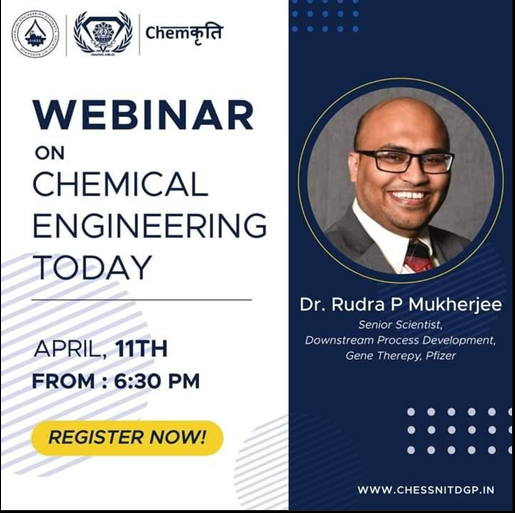 Chemकृति
WEBINAR
ON
CHEMICAL
ENGINEERING
TODAY
APRIL, 11TH
FROM : 6:30 PM
REGISTER NOW!
Dr. Rudra P Mukherjee
Senior Scientist,
Downstream Process Development,
Gene Therepy, Pfizer
WWW.CHESSNITDGP.IN